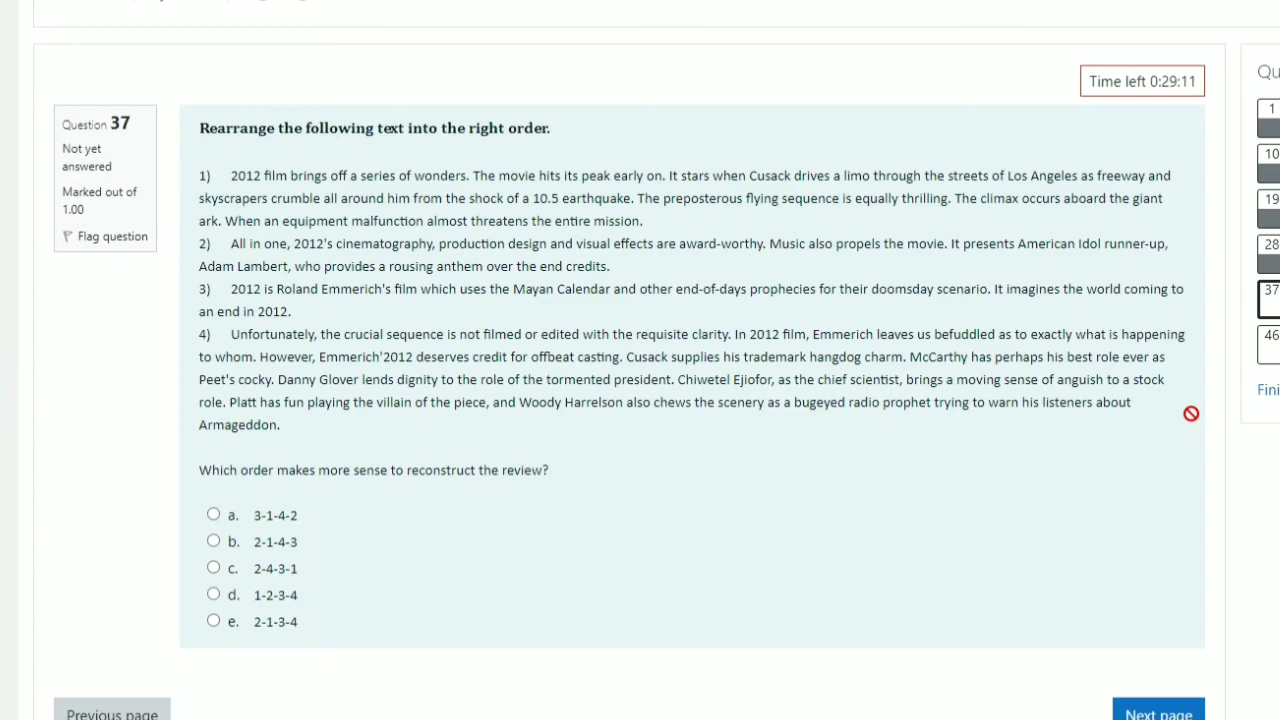 Time left 0:29:11
Question 37
Not yet
answered
Marked out of
1.00
Flag question
Rearrange the following text into the right order.
1) 2012 film brings off a series of wonders. The movie hits its peak early on. It stars when Cusack drives a limo through the streets of Los Angeles as freeway and
skyscrapers crumble all around him from the shock of a 10.5 earthquake. The preposterous flying sequence is equally thrilling. The climax occurs aboard the giant
ark. When an equipment malfunction almost threatens the entire mission.
2) All in one, 2012's cinematography, production design and visual effects are award-worthy. Music also propels the movie. It presents American Idol runner-up,
Adam Lambert, who provides a rousing anthem over the end credits.
3) 2012 is Roland Emmerich's film which uses the Mayan Calendar and other end-of-days prophecies for their doomsday scenario. It imagines the world coming to
an end in 2012.
4) Unfortunately, the crucial sequence is not filmed or edited with the requisite clarity. In 2012 film, Emmerich leaves us befuddled as to exactly what is happening
to whom. However, Emmerich'2012 deserves credit for offbeat casting. Cusack supplies his trademark hangdog charm. McCarthy has perhaps his best role ever as
Peet's cocky. Danny Glover lends dignity to the role of the tormented president. Chiwetel Ejiofor, as the chief scientist, brings a moving sense of anguish to a stock
role. Platt has fun playing the villain of the piece, and Woody Harrelson also chews the scenery as a bugeyed radio prophet trying to warn his listeners about
Armageddon.
Which order makes more sense to reconstruct the review?
a. 3-1-4-2
b. 2-1-4-3
c. 2-4-3-1
d. 1-2-3-4
e. 2-1-3-4
Previous page
Next page
Qu
1
10
19
28
37
46
Fini